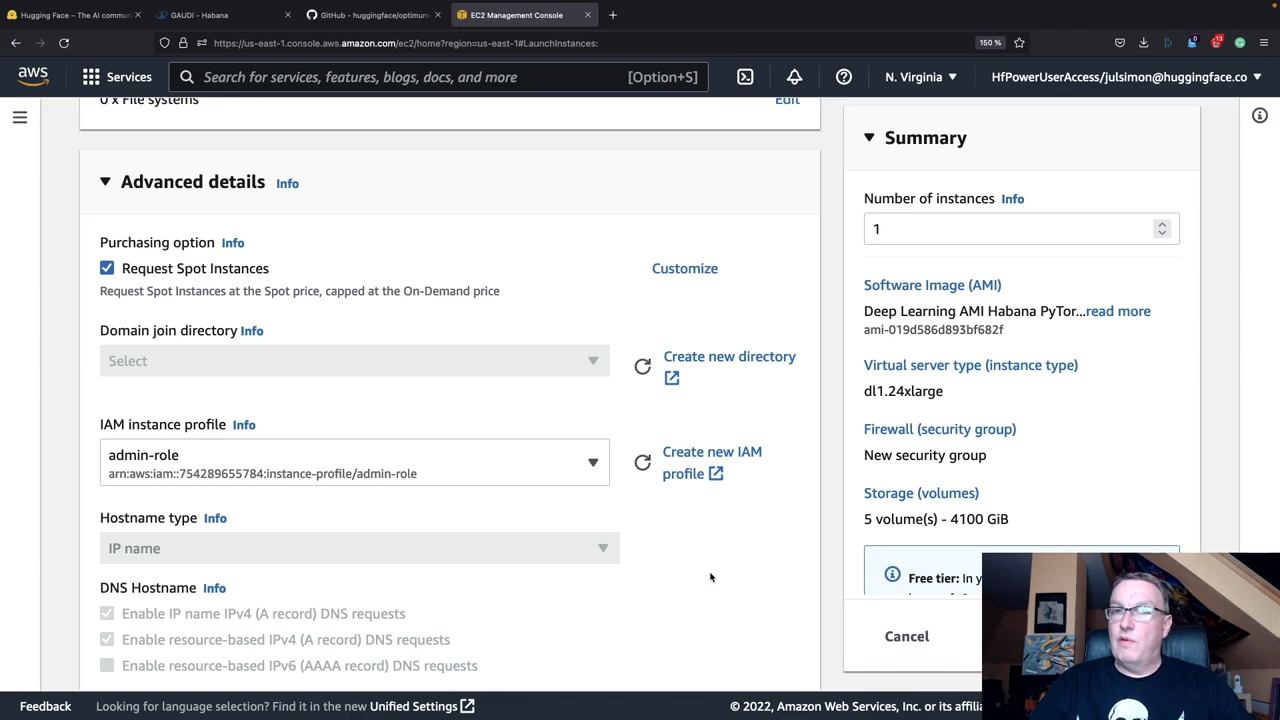 Hugging Face – The AI commun
GAUDI - Habana
GitHub - huggingface/optimum
EC2 Management Console
https://us-east-1.console.aws.amazon.com/ec2/home?region=us-east-1#LaunchInstances:
150 %
0
13
aws
Services
Search for services, features, blogs, docs, and more
[Option+S]
N. Virginia
HfPowerUserAccess/julsimon@huggingface.co
0 x File systems
Edit
Advanced details
Info
Purchasing option Info
Request Spot Instances
Customize
Request Spot Instances at the Spot price, capped at the On-Demand price
Domain join directory Info
Select
Create new directory
IAM instance profile Info
admin-role
arn:aws:iam::754289655784:instance-profile/admin-role
Create new IAM
profile
Hostname type Info
IP name
DNS Hostname Info
Enable IP name IPv4 (A record) DNS requests
Enable resource-based IPv4 (A record) DNS requests
Enable resource-based IPv6 (AAAA record) DNS requests
Summary
Number of instances Info
1
Software Image (AMI)
Deep Learning AMI Habana PyTor...read more
ami-019d586d893bf682f
Virtual server type (instance type)
dl1.24xlarge
Firewall (security group)
New security group
Storage (volumes)
5 volume(s) - 4100 GiB
Free tier: In y
Cancel
Feedback
Looking for language selection? Find it in the new Unified Settings
© 2022, Amazon Web Services, Inc. or its affilia